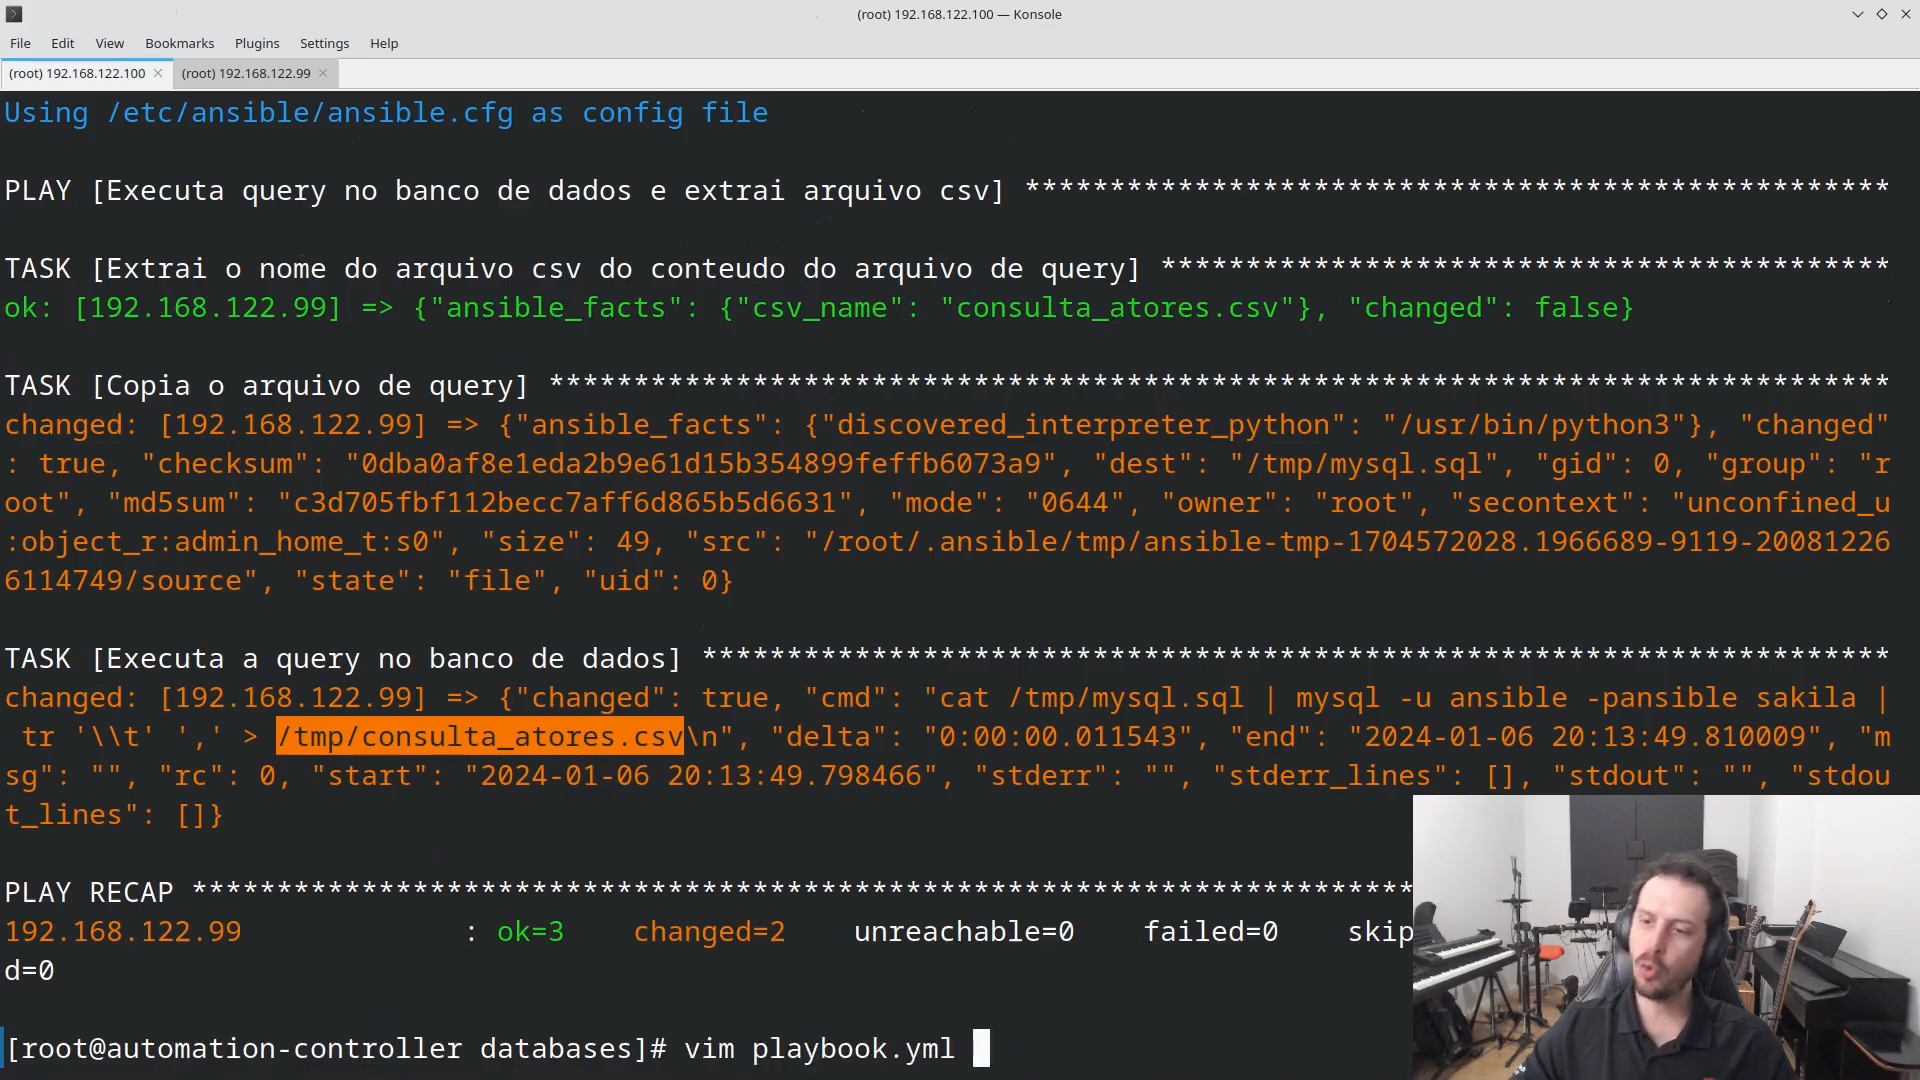 (root) 192.168.122.100 — Konsole
File Edit View Bookmarks Plugins Settings Help
(root) 192.168.122.100 (root) 192.168.122.99
Using /etc/ansible/ansible.cfg as config file
PLAY [Executa query no banco de dados e extrai arquivo csv] ***************************************************
TASK [Extrai o nome do arquivo csv do conteudo do arquivo de query] *******************************************
ok: [192.168.122.99] => {"ansible_facts": {"csv_name": "consulta_atores.csv"}, "changed": false}
TASK [Copia o arquivo de query] *******************************************************************************
changed: [192.168.122.99] => {"ansible_facts": {"discovered_interpreter_python": "/usr/bin/python3"}, "changed"
: true, "checksum": "0dba0af8e1eda2b9e61d15b354899feffb6073a9", "dest": "/tmp/mysql.sql", "gid": 0, "group": "r
oot", "md5sum": "c3d705fbf112becc7aff6d865b5d6631", "mode": "0644", "owner": "root", "secontext": "unconfined_u
:object_r:admin_home_t:s0", "size": 49, "src": "/root/.ansible/tmp/ansible-tmp-1704572028.1966689-9119-20081226
6114749/source", "state": "file", "uid": 0}
TASK [Executa a query no banco de dados] **********************************************************************
changed: [192.168.122.99] => {"changed": true, "cmd": "cat /tmp/mysql.sql | mysql -u ansible -pansible sakila |
tr '\\t' ',' > /tmp/consulta_atores.csv\n", "delta": "0:00:00.011543", "end": "2024-01-06 20:13:49.810009", "m
sg": "", "rc": 0, "start": "2024-01-06 20:13:49.798466", "stderr": "", "stderr_lines": [], "stdout": "", "stdou
t_lines": []}
PLAY RECAP ************************************************************************
192.168.122.99 : ok=3 changed=2 unreachable=0 failed=0 skip
d=0
[root@automation-controller databases]# vim playbook.yml